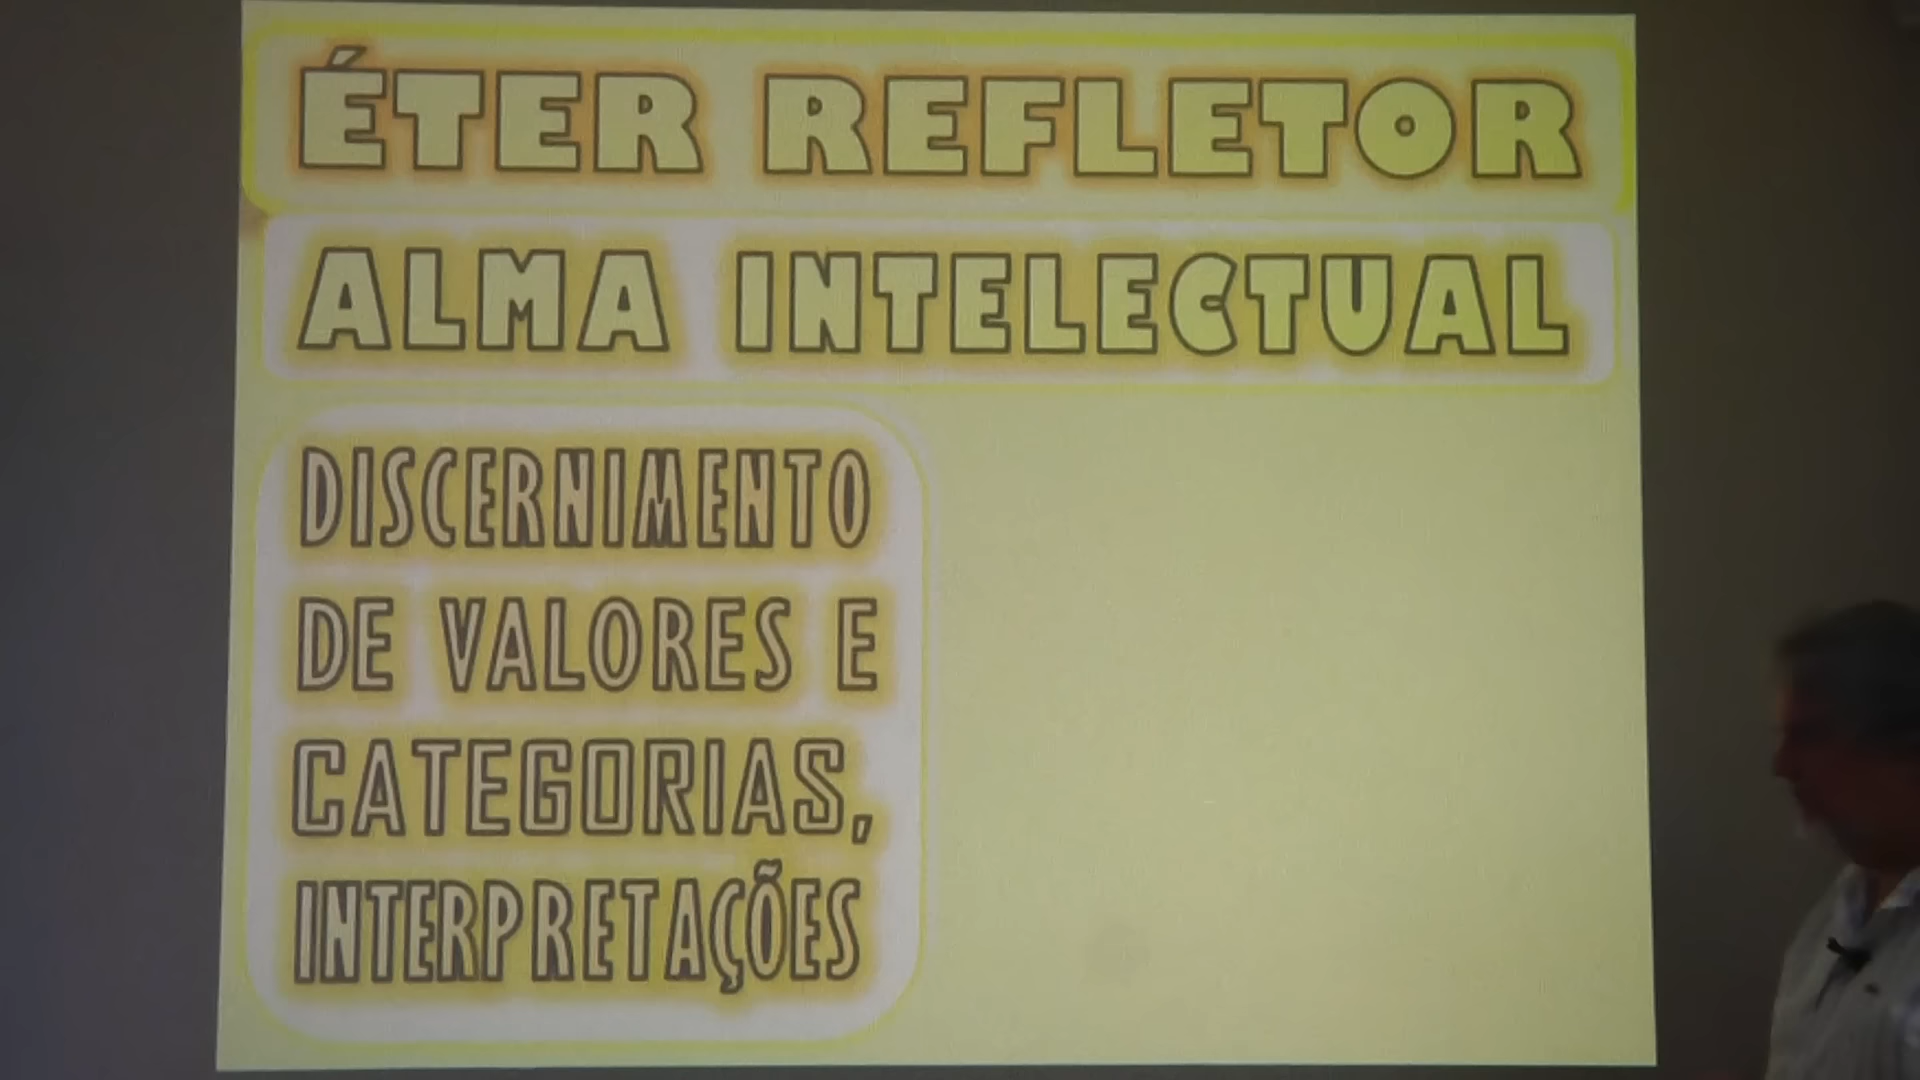 ÉTER REFLETOR
ALMA INTELECTUAL
DISCERNIMENTO
DE VALORES E
CATEGORIAS,
INTERPRETAÇÕES